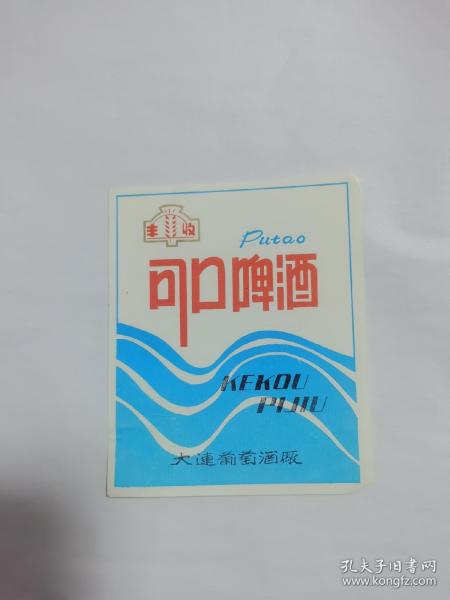 丰收
Putao
可口啤酒
KEKOU
PIJIU
大連葡萄酒厰
孔夫子旧书网
www.kongfz.com